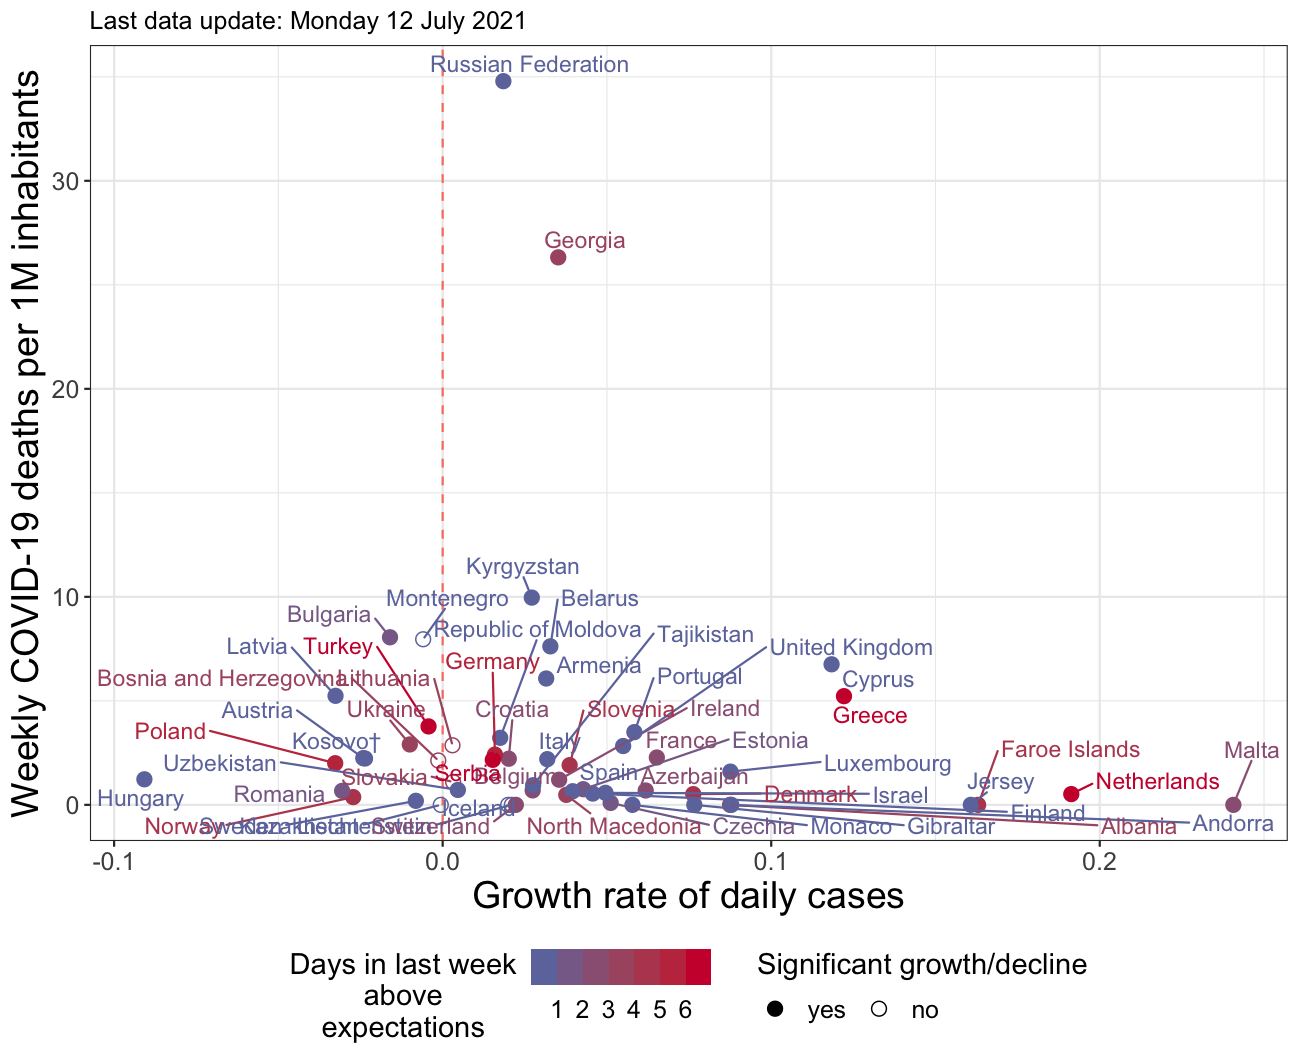 Last data update: Monday 12 July 2021
Weekly COVID-19 deaths per 1M inhabitants
30
20
10
0
Russian Federation
Georgia
Kyrgyzstan
Montenegro
Belarus
Bulgaria
Republic of Moldova
Tajikistan
Latvia
Turkey
United Kingdom
Germany
Armenia
Bosnia and Herzegovina
Lithuania
Portugal
Cyprus
Austria
Ukraine
Croatia
Slovenia
Ireland
Greece
Poland
Kosovo†
Italy
France
Estonia
Faroe Islands
Malta
Uzbekistan
Slovakia
Serbia
Belgium
Spain
Azerbaijan
Luxembourg
Jersey
Netherlands
Hungary
Romania
Iceland
Denmark
Israel
Finland
Norway
Sweden
Kazakhstan
Liechtenstein
Switzerland
North Macedonia
Czechia
Monaco
Gibraltar
Albania
Andorra
-0.1
0.0
0.1
0.2
Growth rate of daily cases
Days in last week
above
expectations
1 2 3 4 5 6
Significant growth/decline
yes
no